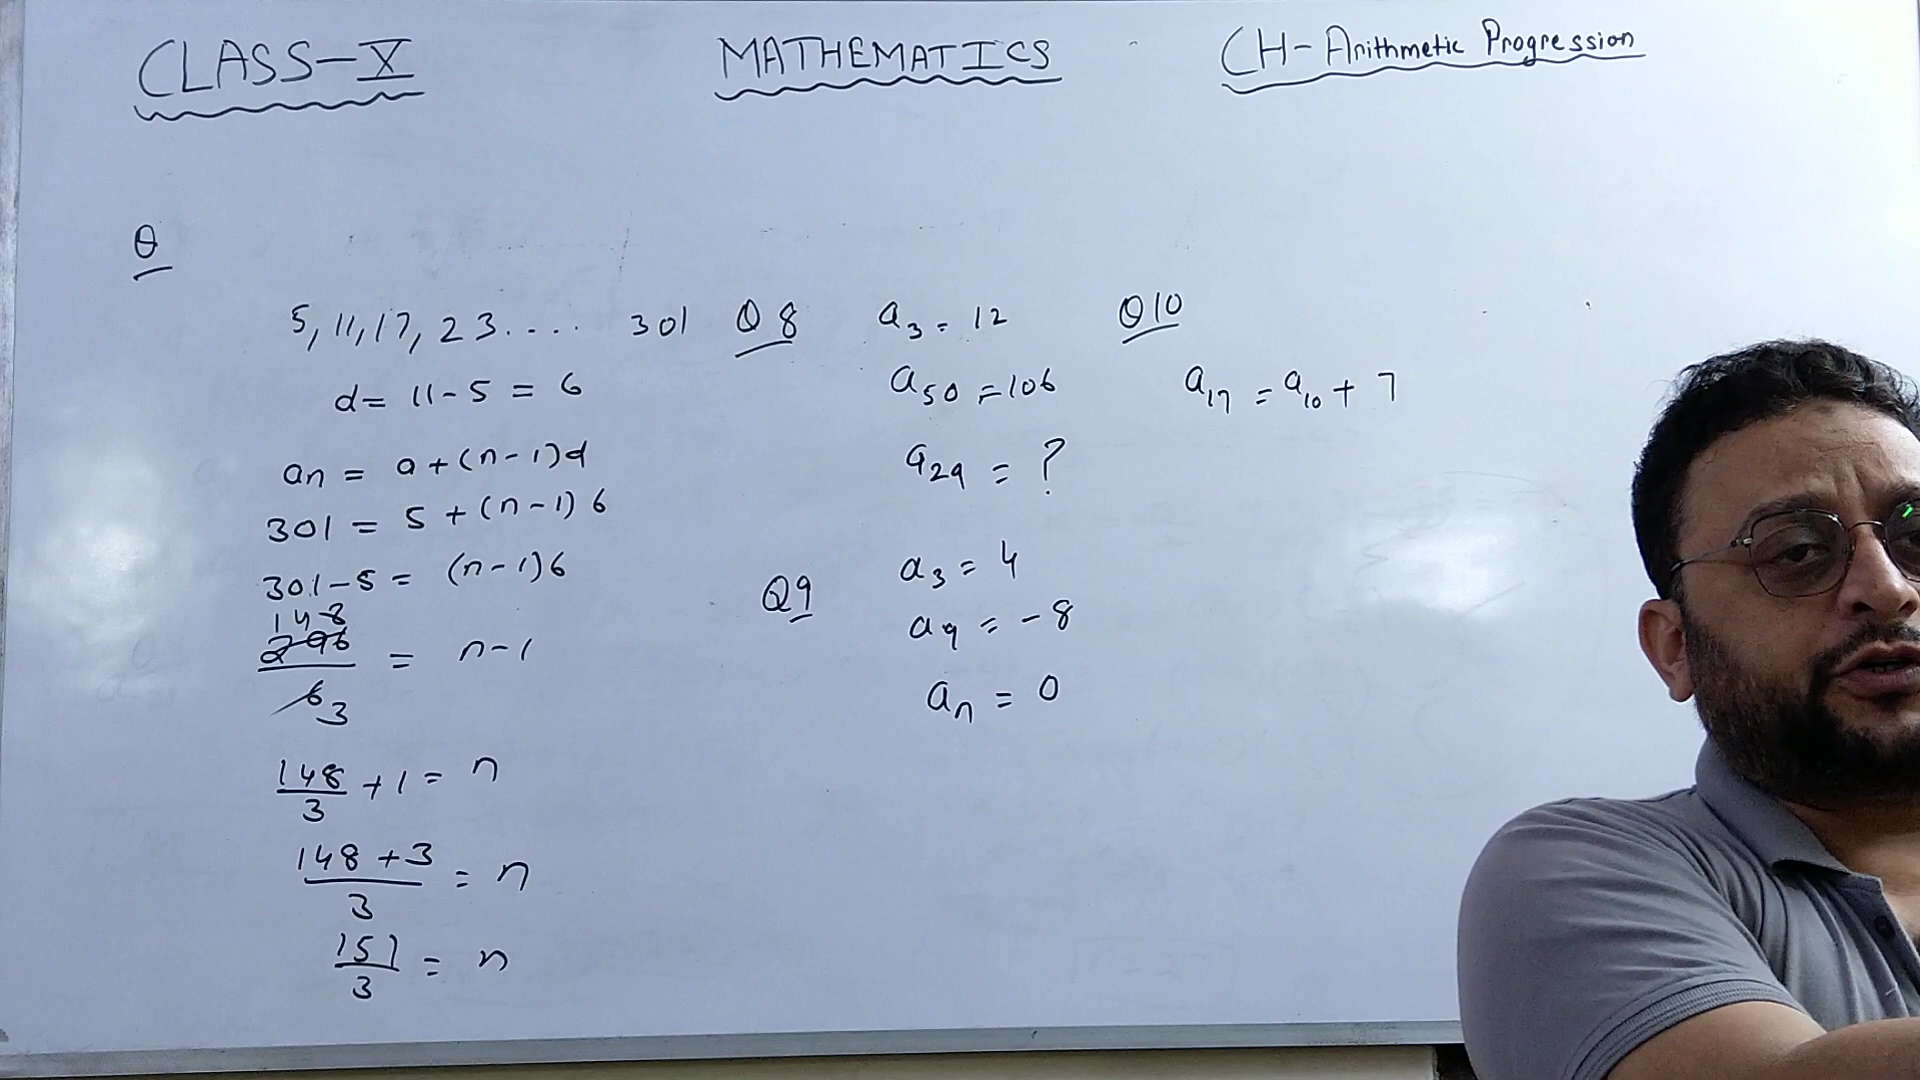 CLASS-X
MATHEMATICS
CH-Arithmetic Progression
Q
5, 11, 17, 23.... 301
d = 11-5 = 6
an = a+(n-1)d
301 = 5+(n-1)6
301-5 = (n-1)6
148
296/6 3 = n-1
148/3 + 1 = n
148+3/3 = n
151/3 = n
Q8
a3 = 12
a50 = 106
a29 = ?
Q9
a3 = 4
a9 = -8
an = 0
Q10
a17 = a10 + 7